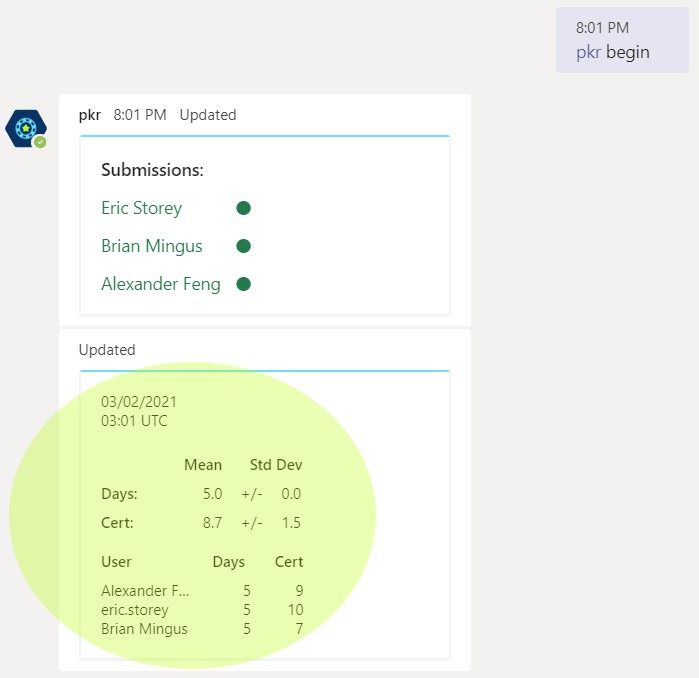 8:01 PM
pkr begin
pkr 8:01 PM Updated
Submissions:
Eric Storey
Brian Mingus
Alexander Feng
Updated
03/02/2021
03:01 UTC
Mean Std Dev
Days: 5.0 +/- 0.0
Cert: 8.7 +/- 1.5
User Days Cert
Alexander F... 5 9
eric.storey 5 10
Brian Mingus 5 7